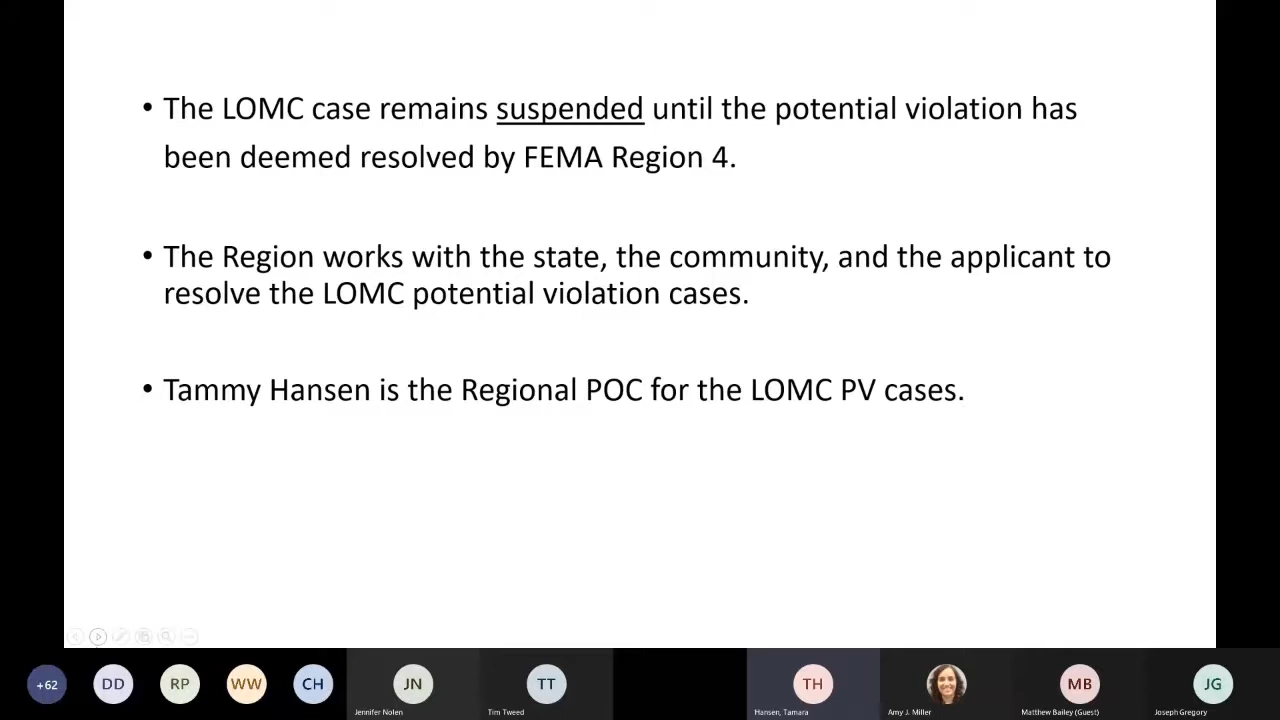 • The LOMC case remains suspended until the potential violation has
been deemed resolved by FEMA Region 4.
• The Region works with the state, the community, and the applicant to
resolve the LOMC potential violation cases.
• Tammy Hansen is the Regional POC for the LOMC PV cases.
+62
DD
RP
WW
CH
JN
TT
TH
MB
JG
Jennifer Nolen
Tim Tweed
Hansen, Tamara
Amy J. Miller
Matthew Bailey (Guest)
Joseph Gregory